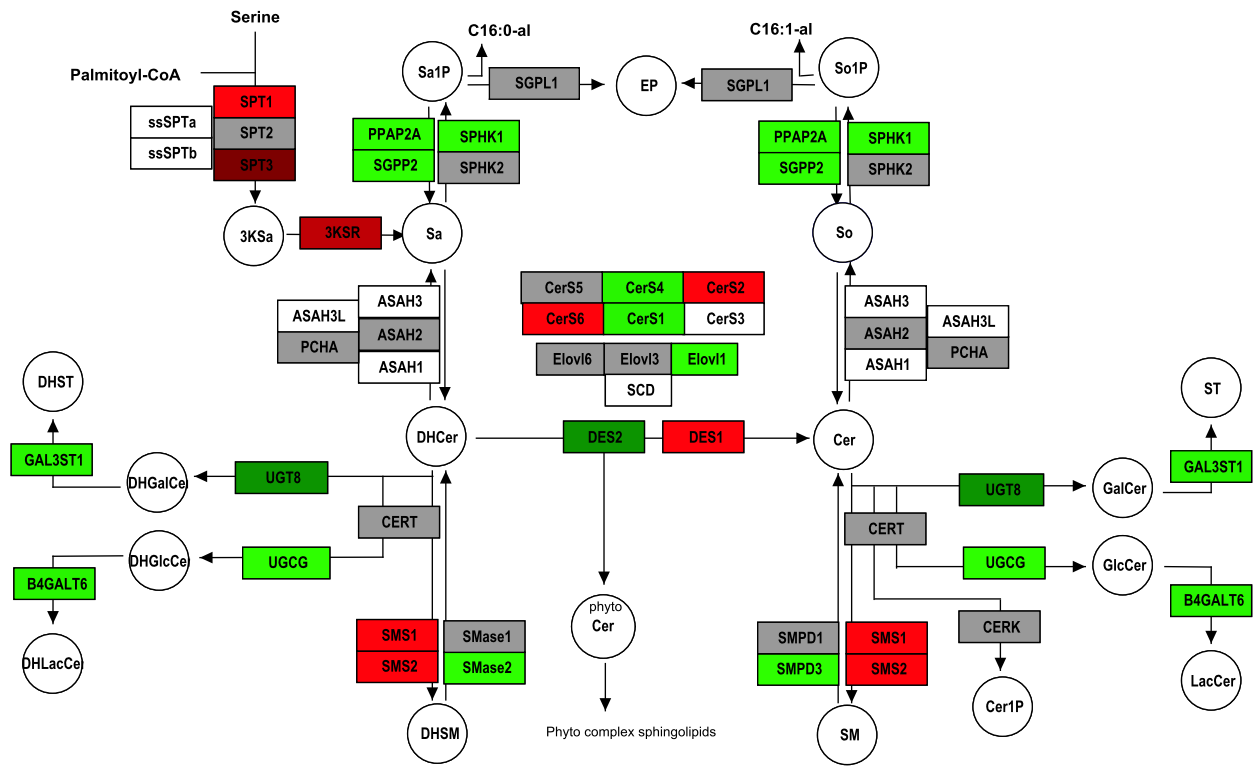 Serine
C16:0-al
C16:1-al
Palmitoyl-CoA
Sa1P
SGPL1
EP
SGPL1
So1P
ssSPTa
ssSPTb
SPT1
SPT2
SPT3
PPAP2A
SGPP2
SPHK1
SPHK2
PPAP2A
SGPP2
SPHK1
SPHK2
3KSa
3KSR
Sa
So
CerS5
CerS4
CerS2
CerS6
CerS1
CerS3
Elovl6
Elovl3
Elovl1
SCD
ASAH3L
PCHA
ASAH3
ASAH2
ASAH1
ASAH3
ASAH2
ASAH1
ASAH3L
PCHA
DHST
ST
DHCer
DES2
DES1
Cer
GAL3ST1
DHGalCer
UGT8
CERT
UGT8
GalCer
GAL3ST1
CERT
B4GALT6
DHGlcCer
UGCG
UGCG
GlcCer
B4GALT6
DHLacCer
SMS1
SMS2
SMase1
SMase2
phyto
Cer
SMPD1
SMPD3
SMS1
SMS2
CERK
LacCer
DHSM
Phyto complex sphingolipids
SM
Cer1P